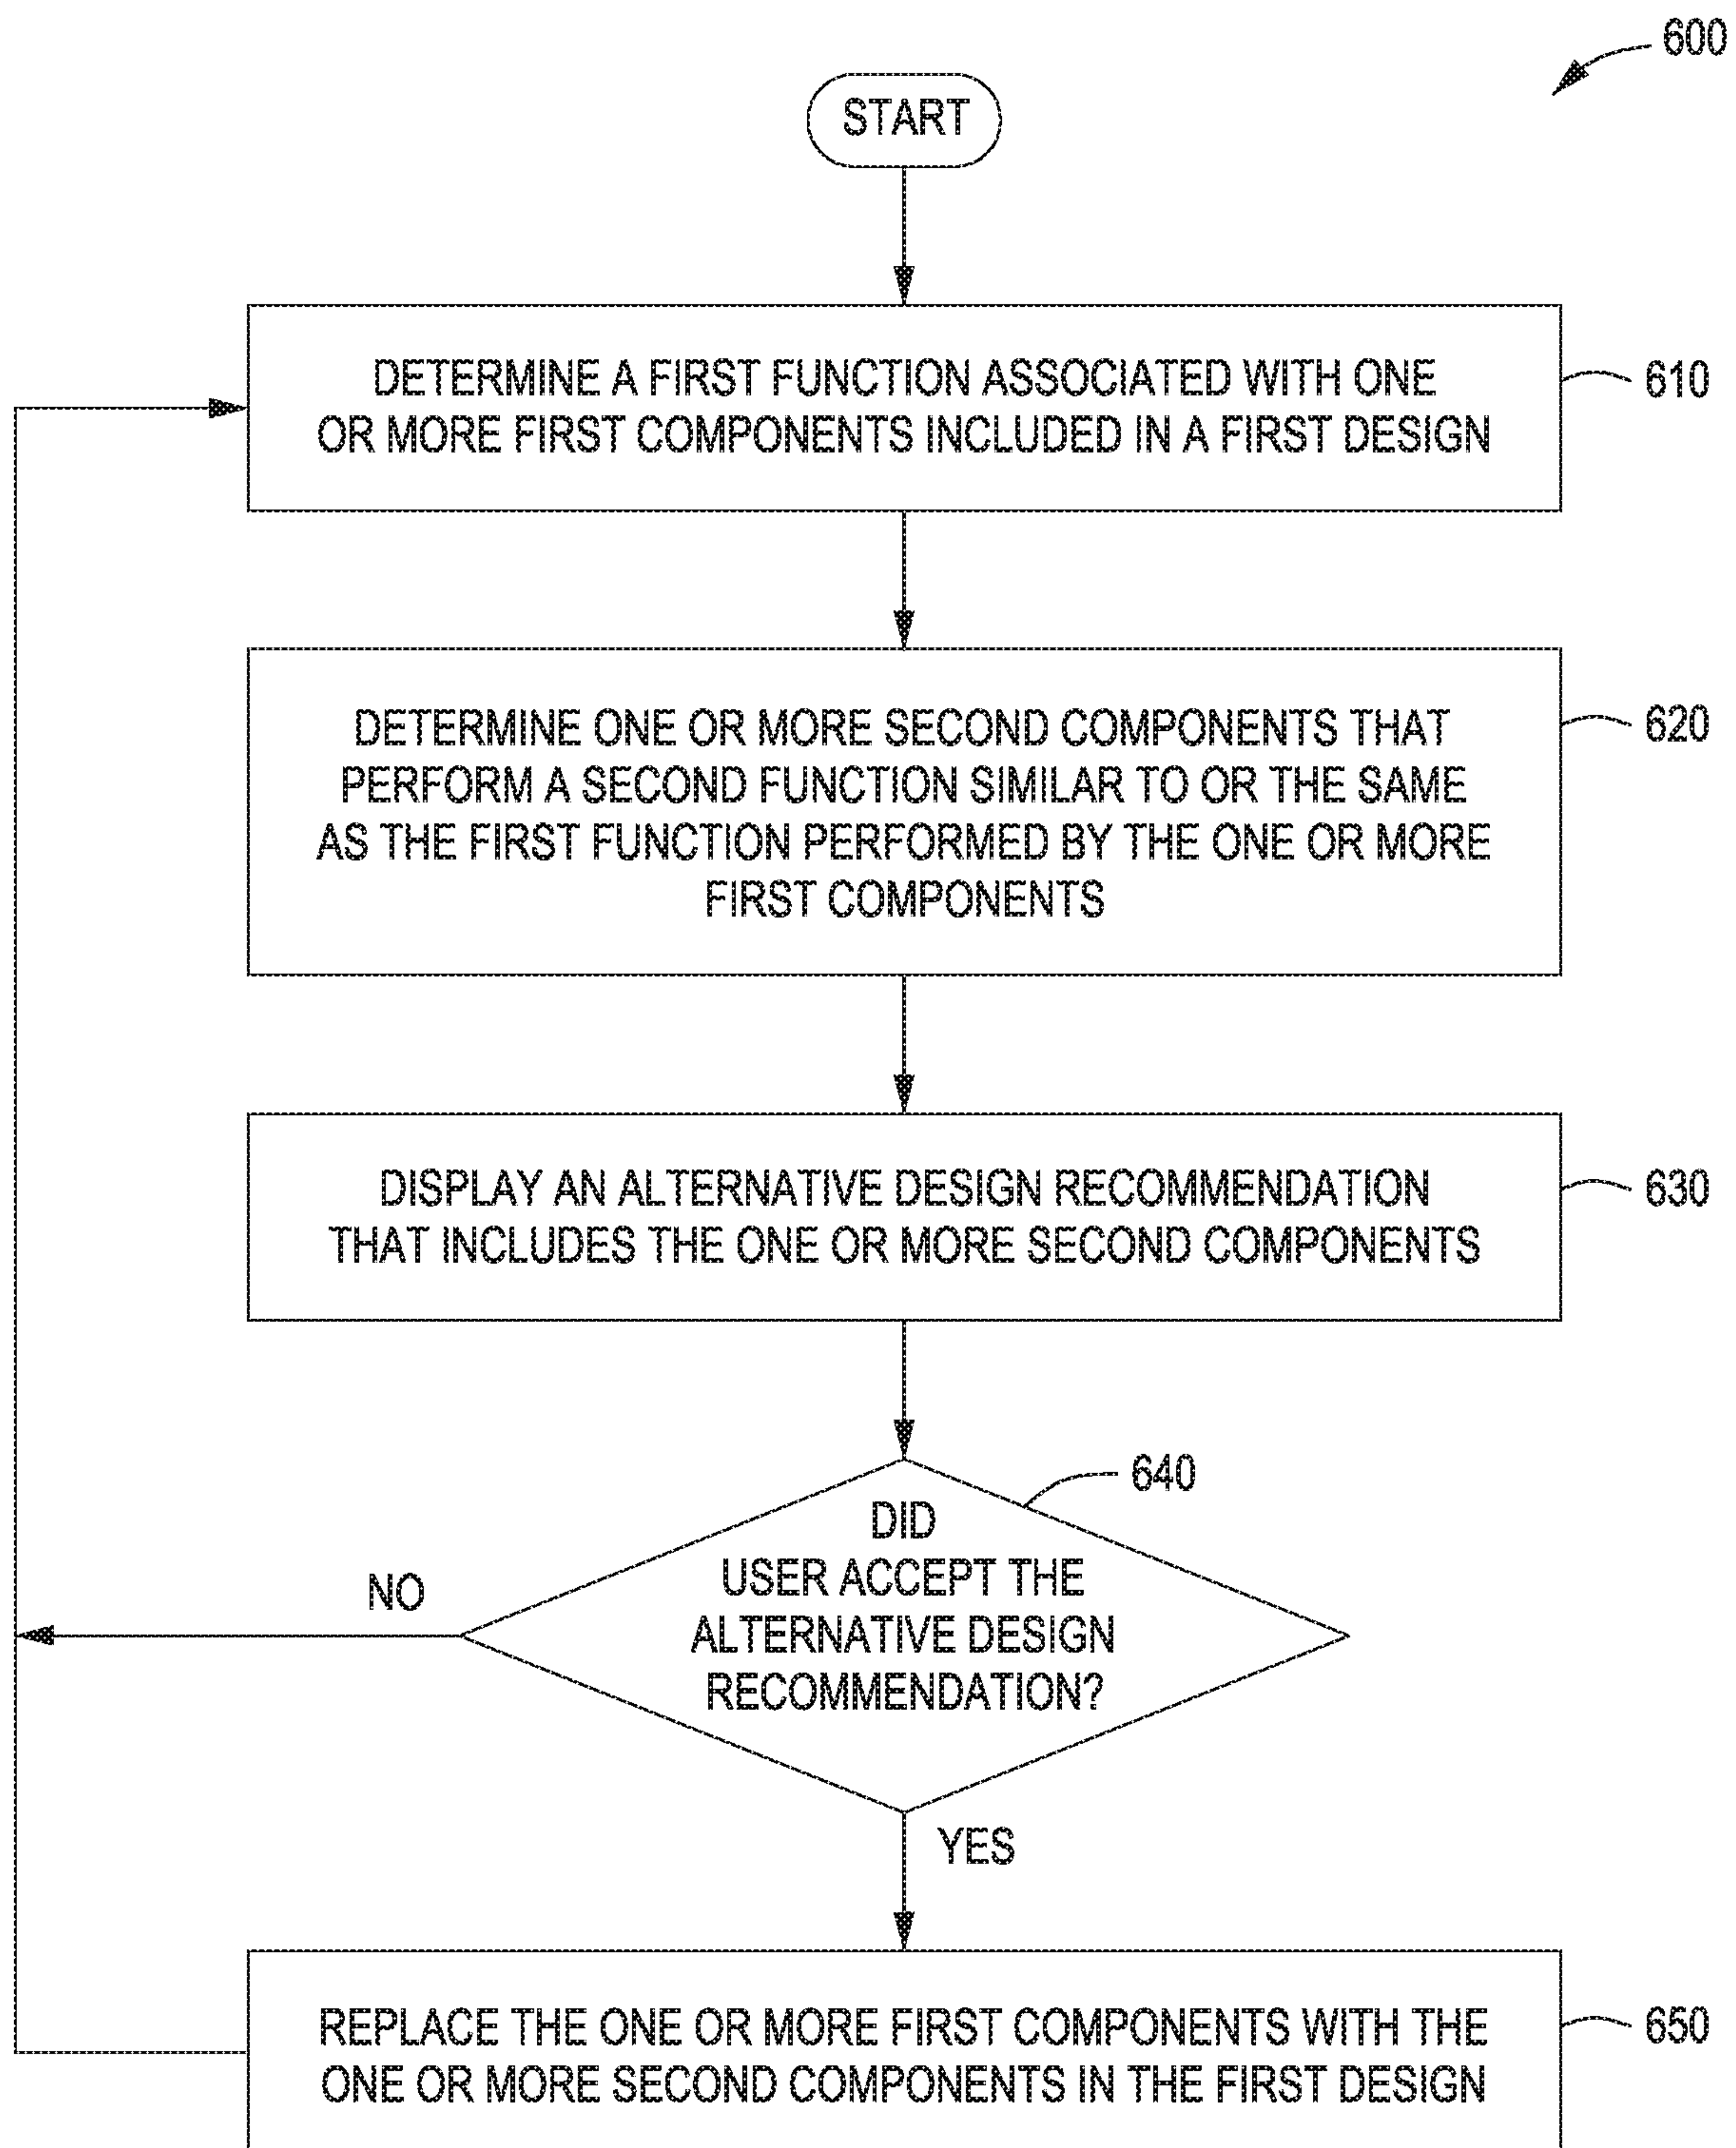 600
START
DETERMINE A FIRST FUNCTION ASSOCIATED WITH ONE
OR MORE FIRST COMPONENTS INCLUDED IN A FIRST DESIGN
610
DETERMINE ONE OR MORE SECOND COMPONENTS THAT
PERFORM A SECOND FUNCTION SIMILAR TO OR THE SAME
AS THE FIRST FUNCTION PERFORMED BY THE ONE OR MORE
FIRST COMPONENTS
620
DISPLAY AN ALTERNATIVE DESIGN RECOMMENDATION
THAT INCLUDES THE ONE OR MORE SECOND COMPONENTS
630
640
DID
USER ACCEPT THE
ALTERNATIVE DESIGN
RECOMMENDATION?
NO
YES
REPLACE THE ONE OR MORE FIRST COMPONENTS WITH THE
ONE OR MORE SECOND COMPONENTS IN THE FIRST DESIGN
650